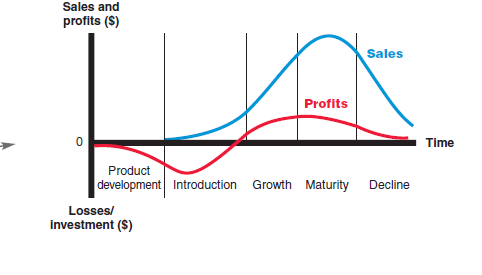 Sales and
profits ($)
Sales
Profits
0
Time
Product
development
Introduction
Growth
Maturity
Decline
Losses/
investment ($)